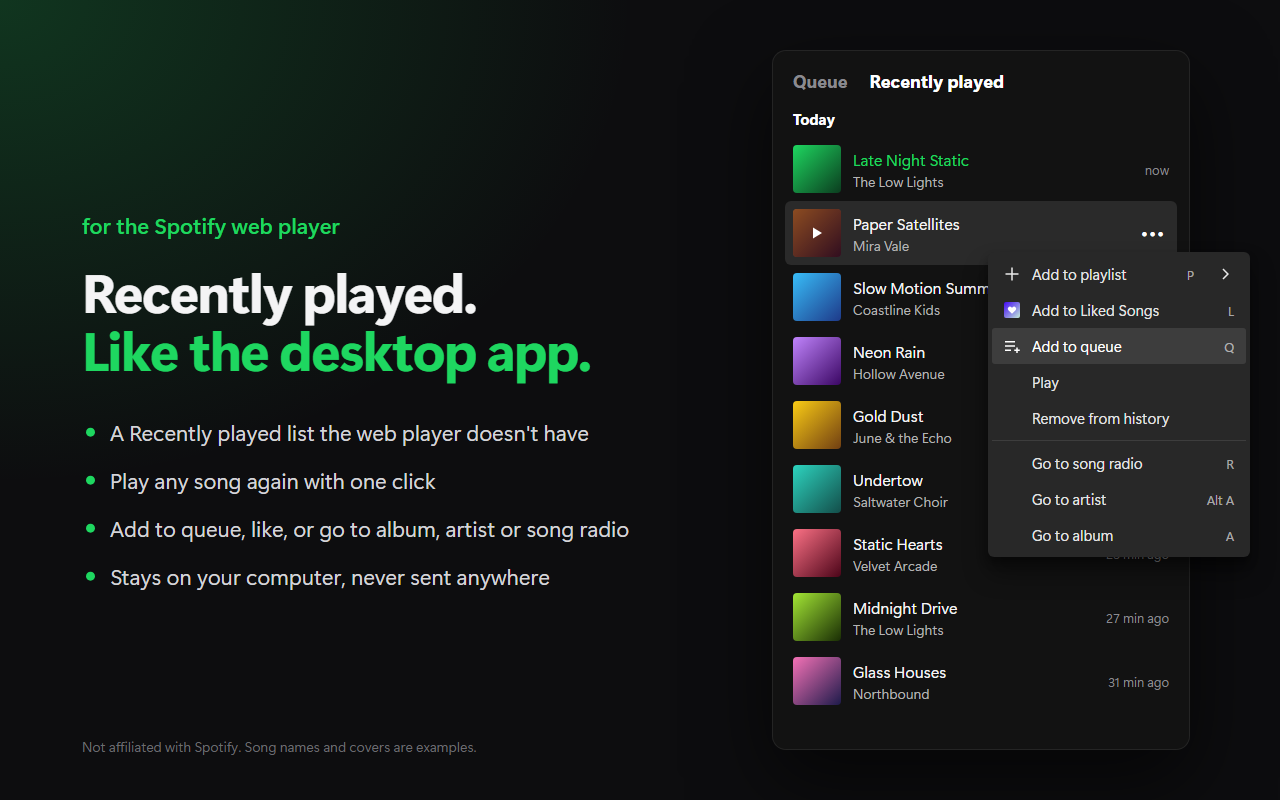 for the Spotify web player
Recently played.
Like the desktop app.
A Recently played list the web player doesn't have
Play any song again with one click
Add to queue, like, or go to album, artist or song radio
Stays on your computer, never sent anywhere
Not affiliated with Spotify. Song names and covers are examples.
Queue Recently played
Today
Late Night Static
The Low Lights
now
Paper Satellites
Mira Vale
Slow Motion Summ
Coastline Kids
Neon Rain
Hollow Avenue
Gold Dust
June & the Echo
Undertow
Saltwater Choir
Static Hearts
Velvet Arcade
Midnight Drive
The Low Lights
27 min ago
Glass Houses
Northbound
31 min ago
Add to playlist P
Add to Liked Songs L
Add to queue Q
Play
Remove from history
Go to song radio R
Go to artist Alt A
Go to album A